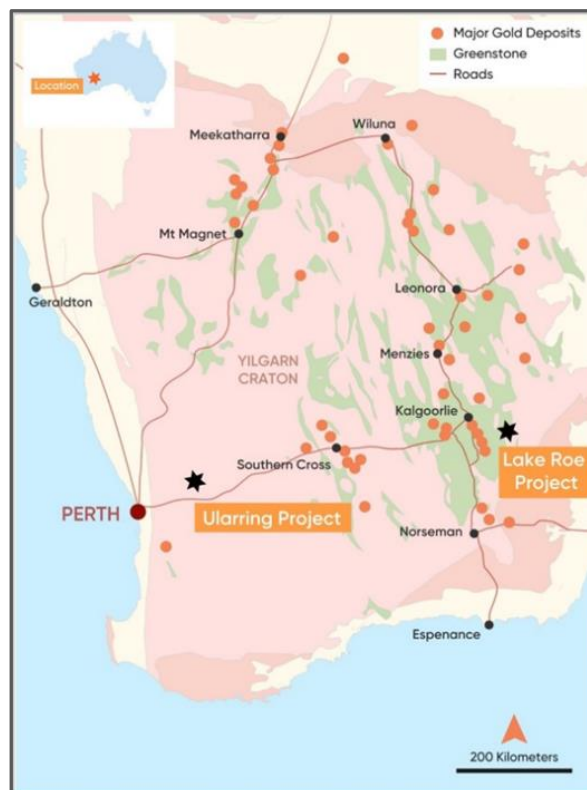 Major Gold Deposits
Greenstone
Roads
Location
Meekatharra
Wiluna
Mt Magnet
Geraldton
Leonora
Menzies
YILGARN
CRATON
Kalgoorlie
Southern Cross
Lake Roe
Project
PERTH
Ularring Project
Norseman
Espenance
200 Kilometers